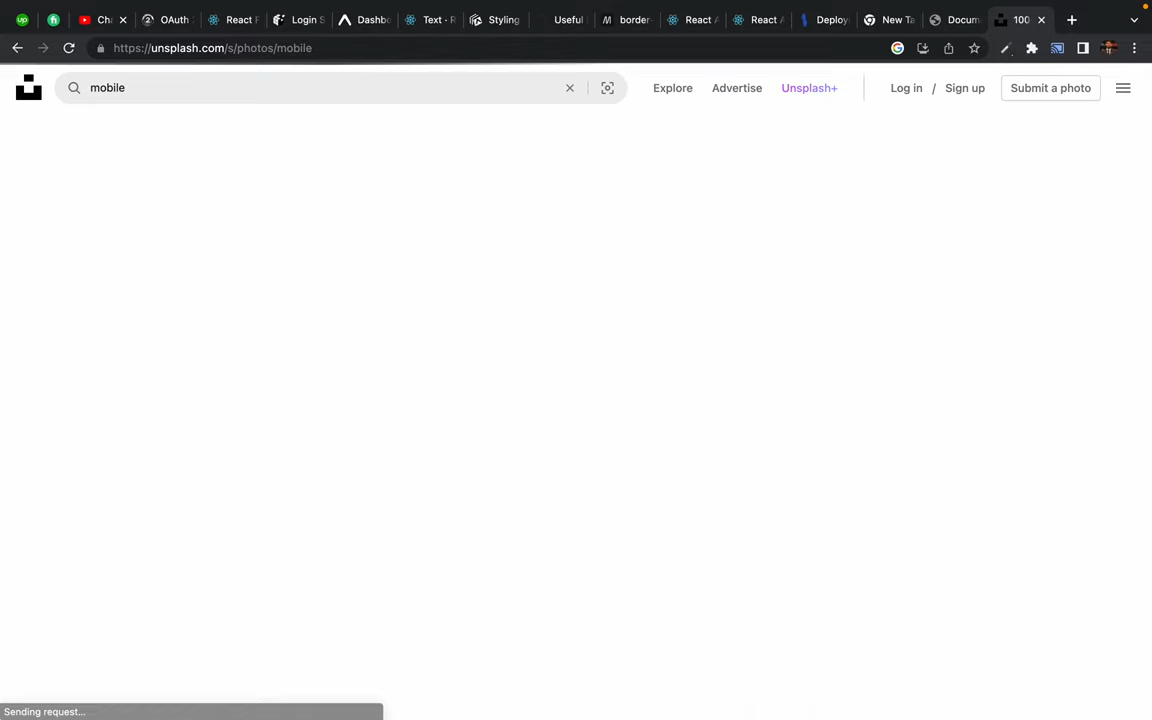 Cha
OAuth
React F
Login S
Dashbo
Text - R
Styling
Useful
border-
React A
React A
Deploy
New Ta
Docum
100
https://unsplash.com/s/photos/mobile
mobile
Explore
Advertise
Unsplash+
Log in / Sign up
Submit a photo
Sending request...